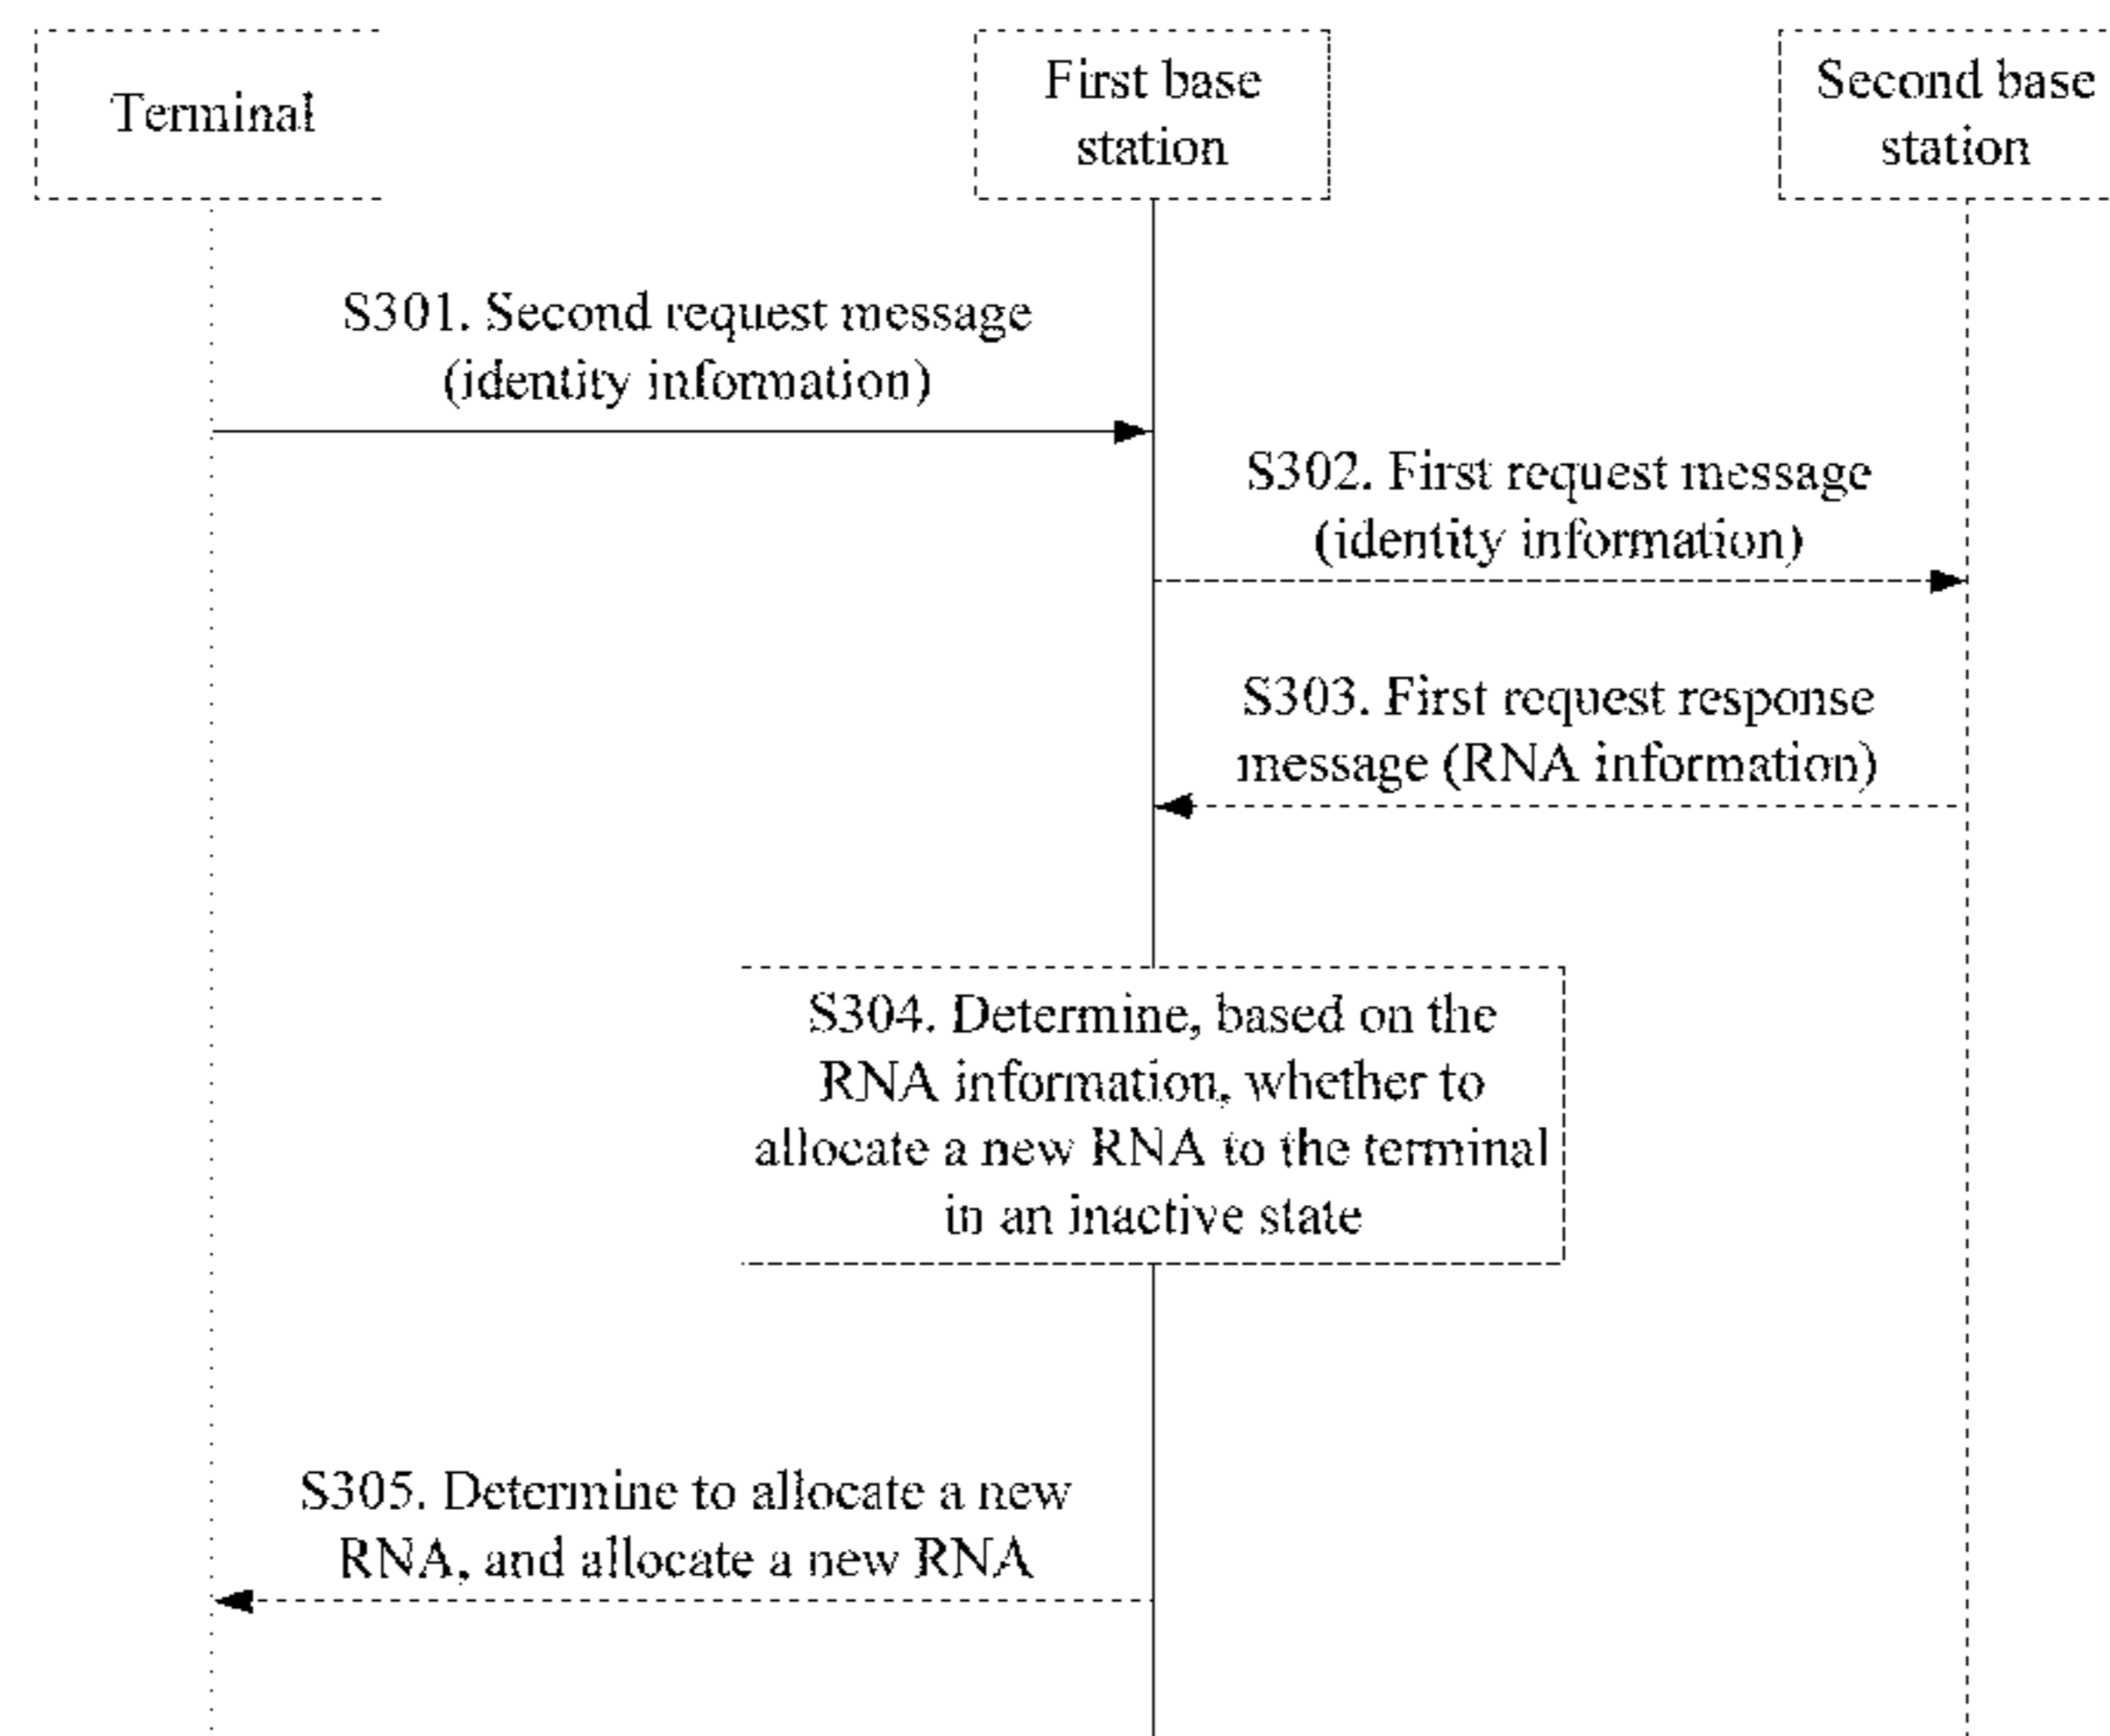 Terminal
First base
station
Second base
station
S301. Second request message
(identity information)
S302. First request message
(identity information)
S303. First request response
message (RNA information)
S304. Determine, based on the
RNA information, whether to
allocate a new RNA to the terminal
in an inactive state
S305. Determine to allocate a new
RNA, and allocate a new RNA